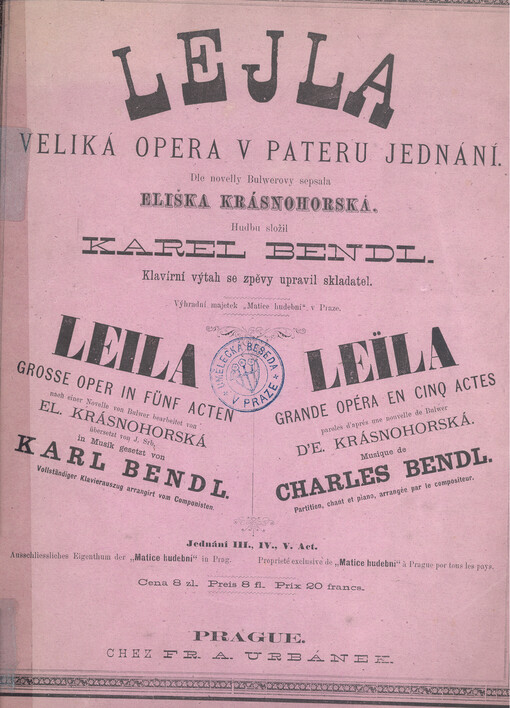 LEJLA
VELIKÁ OPERA V PATERU JEDNÁNÍ.
Dle novelly Bulwerovy sepsala
ELIŠKA KRÁSNOHORSKÁ.
Hudbu složil
KAREL BENDL.
Klavírní výtah se zpěvy upravil skladatel.
Výhradní majetek „Matice hudební" v Praze.
LEILA
GROSSE OPER IN FÜNF ACTEN
nach einer Novelle von Bulwer bearbeitet von
EL. KRÁSNOHORSKÁ
übersetzt von J. Srb,
in Musik gesetzt von
KARL BENDL.
Vollständiger Klavierauszug arrangirt vom Componisten.
UMĚLECKÁ BESEDA
V PRAZE
LEÏLA
GRANDE OPÉRA EN CINQ ACTES
paroles d'après une nouvelle de Bulwer
D'E. KRÁSNOHORSKÁ.
Musique de
CHARLES BENDL.
Partition, chant et piano, arrangée par le compositeur.
Jednání III., IV., V. Act.
Ausschliessliches Eigenthum der „Matice hudební" in Prag.
Propriété exclusive de „Matice hudební" à Prague per tous les pays.
Cena 8 zl. Preis 8 fl. Prix 20 francs.
PRAGUE.
CHEZ FR. A. URBÁNEK.